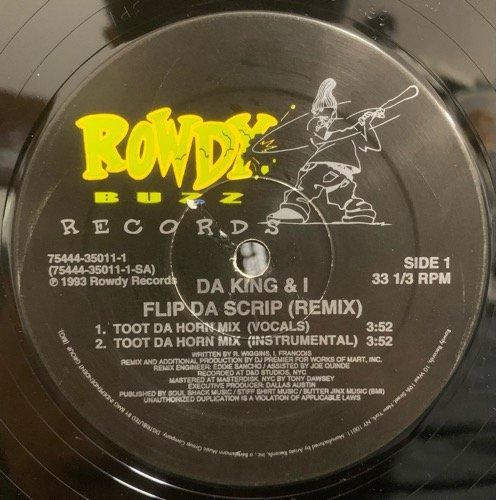 ROWDY
BUZZ
RECORDS
75444-35011-1
(75444-35011-1-SA)
℗ 1993 Rowdy Records
SIDE 1
33 1/3 RPM
DA KING & I
FLIP DA SCRIP (REMIX)
1. TOOT DA HORN MIX (VOCALS) 3:52
2. TOOT DA HORN MIX (INSTRUMENTAL) 3:52
WRITTEN BY R. WIGGINS, I. FRANCOIS
REMIX AND ADDITIONAL PRODUCTION BY DJ PREMIER FOR WORKS OF MART, INC.
REMIX ENGINEER: EDDIE SANCHO / ASSISTED BY JOE QUINDE
RECORDED AT D&D STUDIOS, NYC
MASTERED AT MASTERDISK, NYC BY TONY DAWSEY
EXECUTIVE PRODUCER: DALLAS AUSTIN
PUBLISHED BY SOUL SHACK MUSIC / STIFF SHIRT MUSIC / BUTTER JINX MUSIC (BMI)
UNAUTHORIZED DUPLICATION IS A VIOLATION OF APPLICABLE LAWS